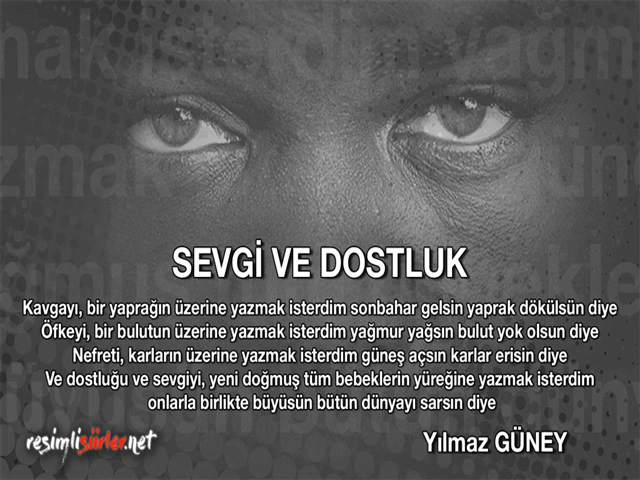 SEVGİ VE DOSTLUK
Kavgayı, bir yaprağın üzerine yazmak isterdim sonbahar gelsin yaprak dökülsün diye
Öfkeyi, bir bulutun üzerine yazmak isterdim yağmur yağsın bulut yok olsun diye
Nefreti, karların üzerine yazmak isterdim güneş açsın karlar erisin diye
Ve dostluğu ve sevgiyi, yeni doğmuş tüm bebeklerin yüreğine yazmak isterdim
onlarla birlikte büyüsün bütün dünyayı sarsın diye
resimlişiirler.net
Yılmaz GÜNEY